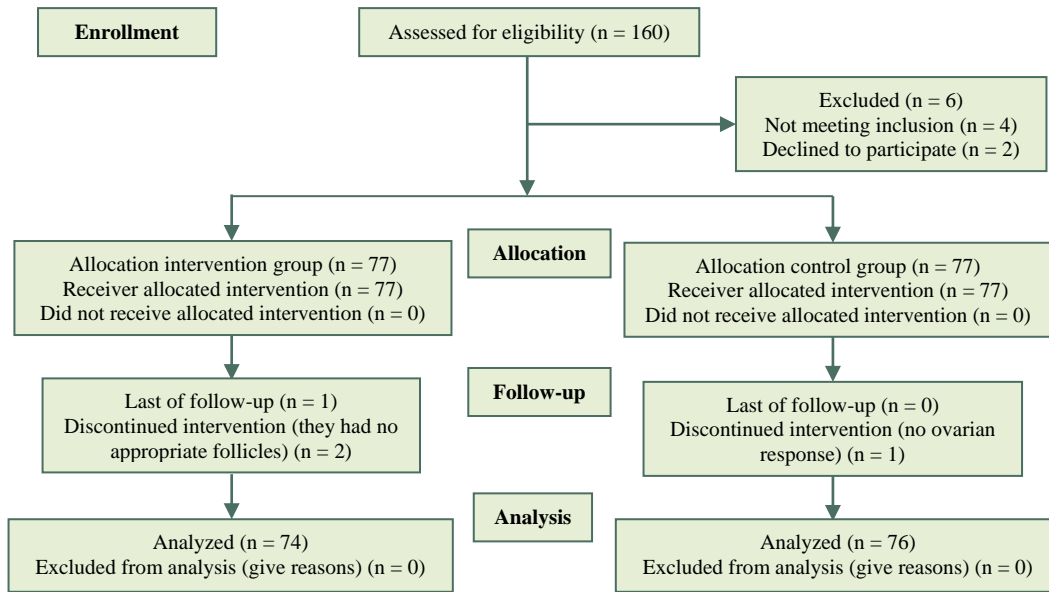 Enrollment
Assessed for eligibility (n = 160)
Excluded (n = 6)
Not meeting inclusion (n = 4)
Declined to participate (n = 2)
Allocation
Allocation intervention group (n = 77)
Receiver allocated intervention (n = 77)
Did not receive allocated intervention (n = 0)
Allocation control group (n = 77)
Receiver allocated intervention (n = 77)
Did not receive allocated intervention (n = 0)
Follow-up
Last of follow-up (n = 1)
Discontinued intervention (they had no
appropriate follicles) (n = 2)
Last of follow-up (n = 0)
Discontinued intervention (no ovarian
response) (n = 1)
Analysis
Analyzed (n = 74)
Excluded from analysis (give reasons) (n = 0)
Analyzed (n = 76)
Excluded from analysis (give reasons) (n = 0)